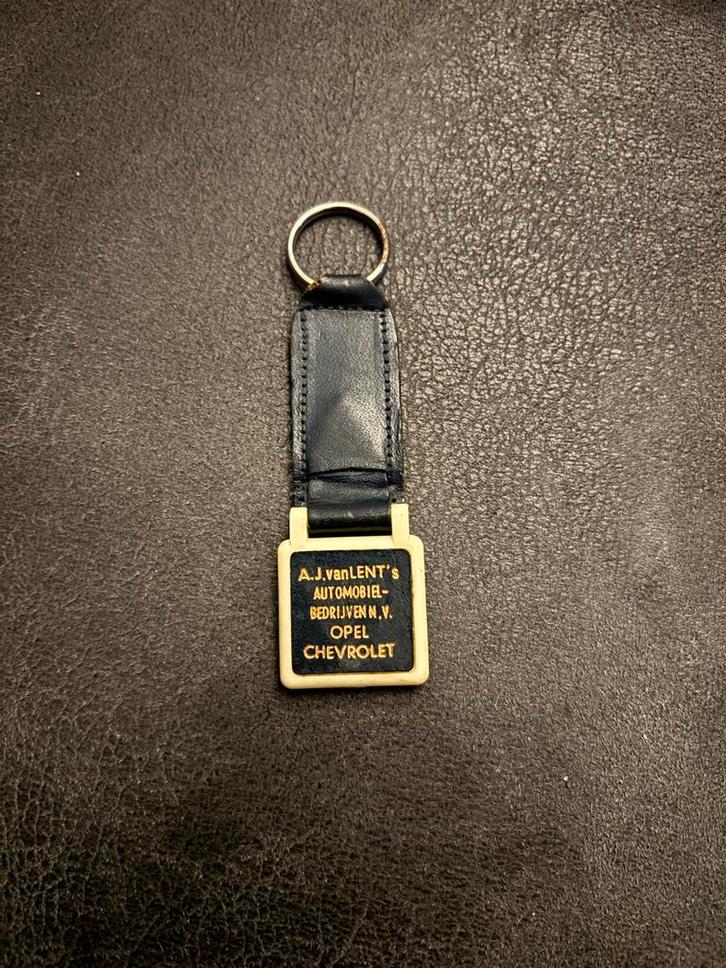 A.J.vanLENT's
AUTOMOBIEL-
BEDRIJVEN N.V.
OPEL
CHEVROLET